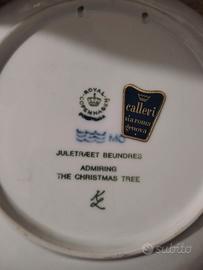 ROYAL
COPENHAGEN
calleri
via roma
genova
JULETRÆET BEUNDRES
ADMIRING
THE CHRISTMAS TREE
subito